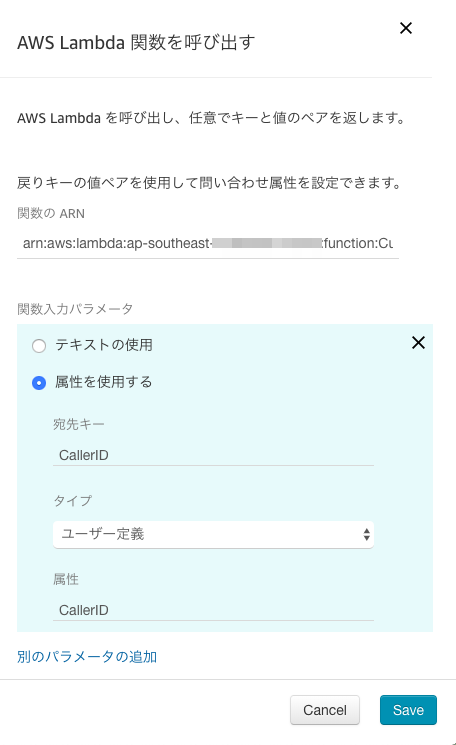 AWS Lambda 関数を呼び出す
AWS Lambda を呼び出し、任意でキーと値のペアを返します。
戻りキーの値ペアを使用して問い合わせ属性を設定できます。
関数の ARN
arn:aws:lambda:ap-southeast- :function:Cu
関数入力パラメータ
テキストの使用
属性を使用する
宛先キー
CallerID
タイプ
ユーザー定義
属性
CallerID
別のパラメータの追加
Cancel Save